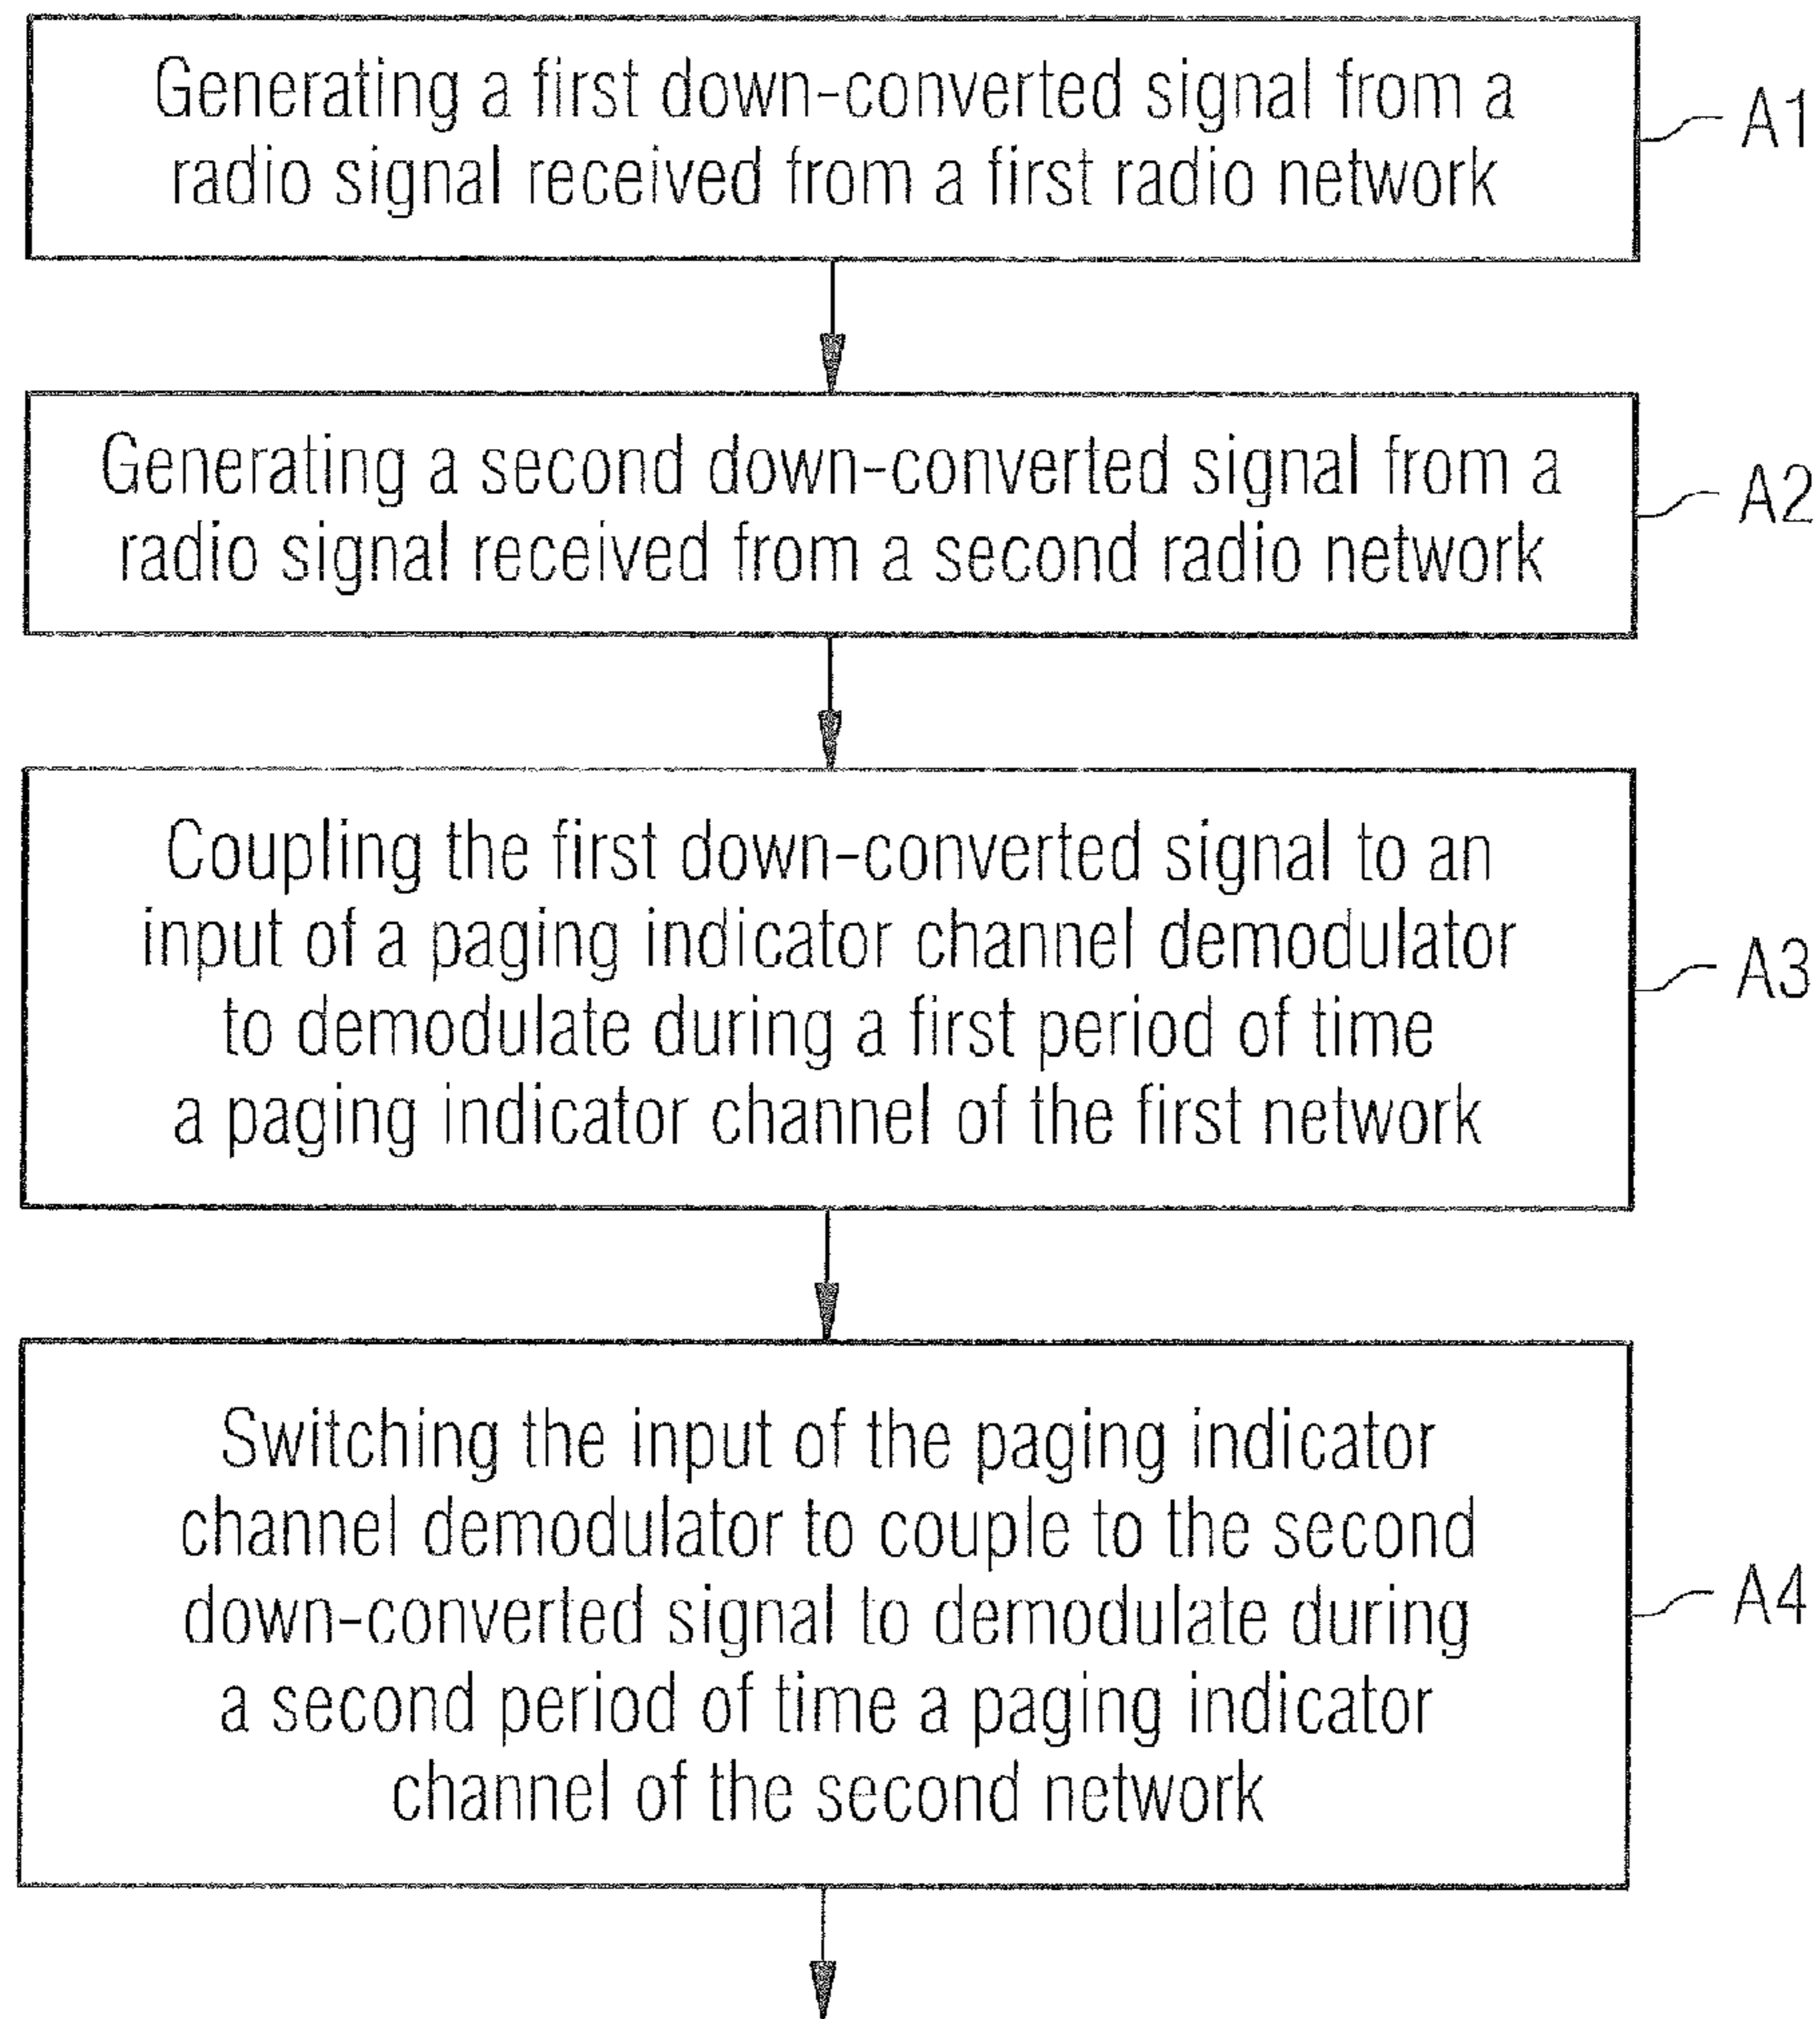 Generating a first down-converted signal from a
radio signal received from a first radio network
A1
Generating a second down-converted signal from a
radio signal received from a second radio network
A2
Coupling the first down-converted signal to an
input of a paging indicator channel demodulator
to demodulate during a first period of time
a paging indicator channel of the first network
A3
Switching the input of the paging indicator
channel demodulator to couple to the second
down-converted signal to demodulate during
a second period of time a paging indicator
channel of the second network
A4